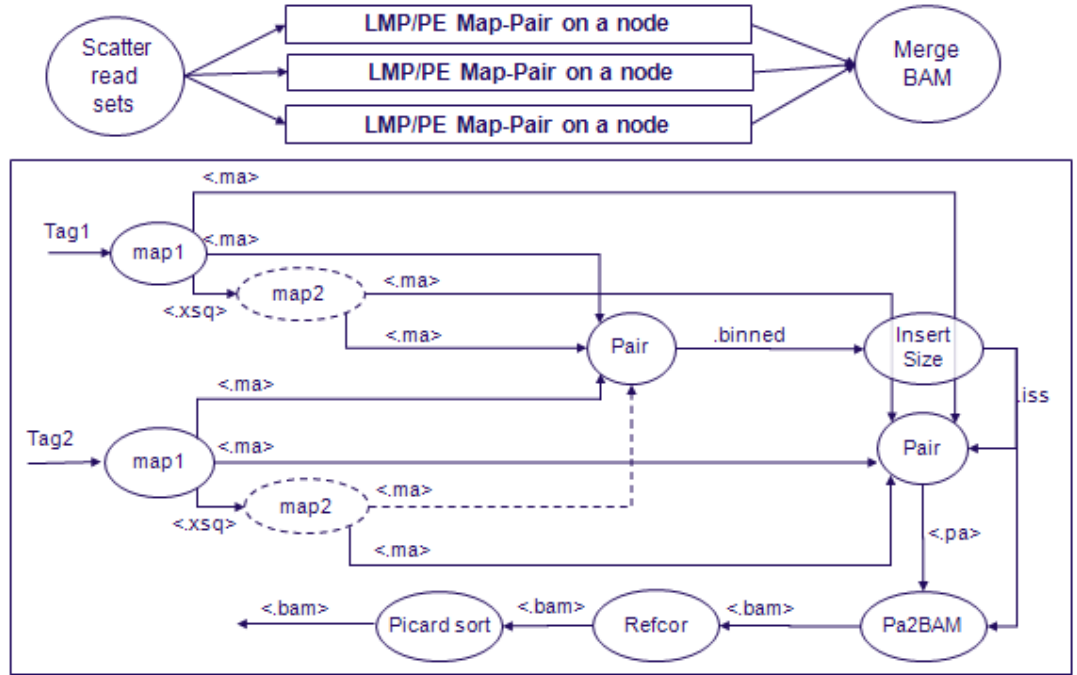 Scatter
read
sets
LMP/PE Map-Pair on a node
LMP/PE Map-Pair on a node
LMP/PE Map-Pair on a node
Merge
BAM
<.ma>
Tag1
map1
<.ma>
<.xsq>
map2
<.ma>
<.ma>
Pair
.binned
Insert
Size
.iss
<.ma>
Tag2
map1
<.ma>
Pair
<.xsq>
map2
<.ma>
<.ma>
<.pa>
<.bam>
Picard sort
<.bam>
Refcor
<.bam>
Pa2BAM